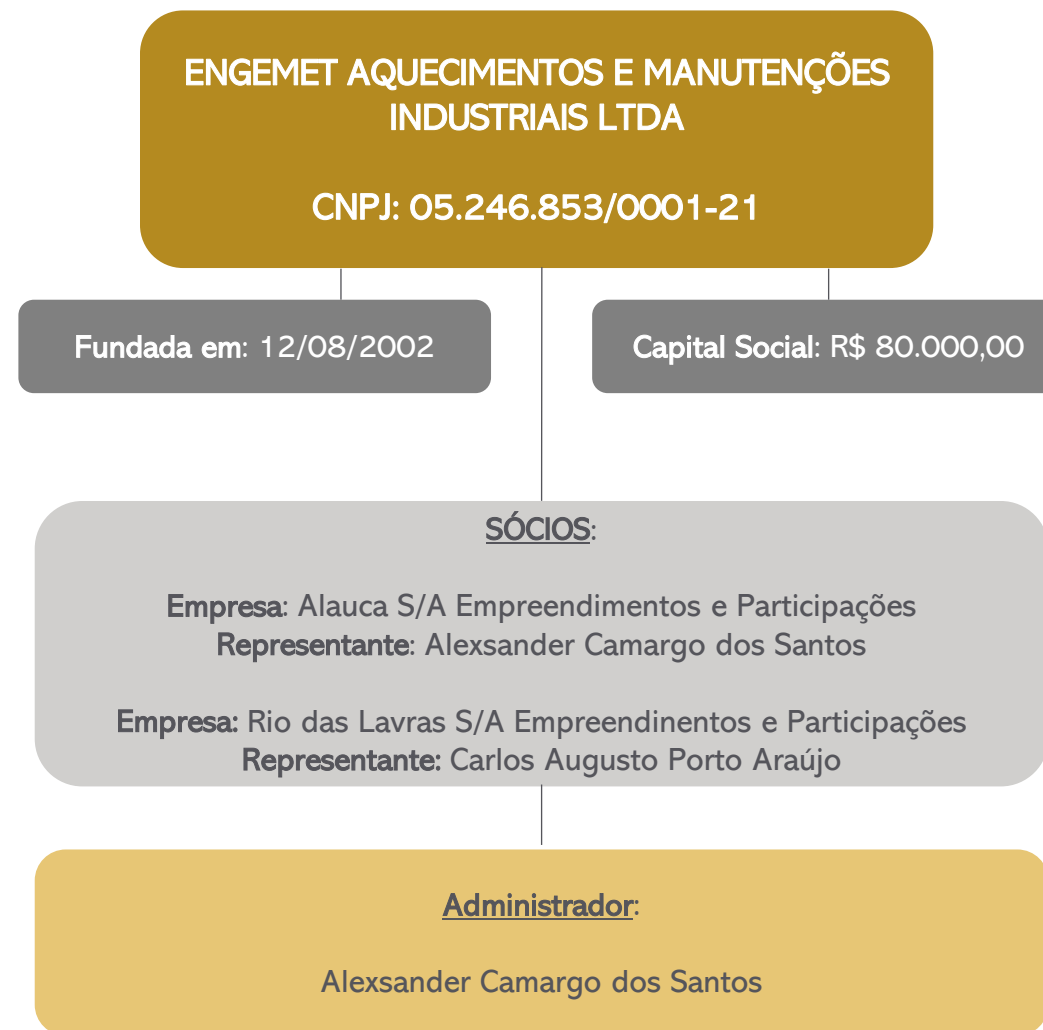 ENGEMET AQUECIMENTOS E MANUTENÇÕES
INDUSTRIAIS LTDA
CNPJ: 05.246.853/0001-21
Fundada em: 12/08/2002
Capital Social: R$ 80.000,00
SÓCIOS:
Empresa: Alauca S/A Empreendimentos e Participações
Representante: Alexsander Camargo dos Santos
Empresa: Rio das Lavras S/A Empreendinentos e Participações
Representante: Carlos Augusto Porto Araújo
Administrador:
Alexsander Camargo dos Santos